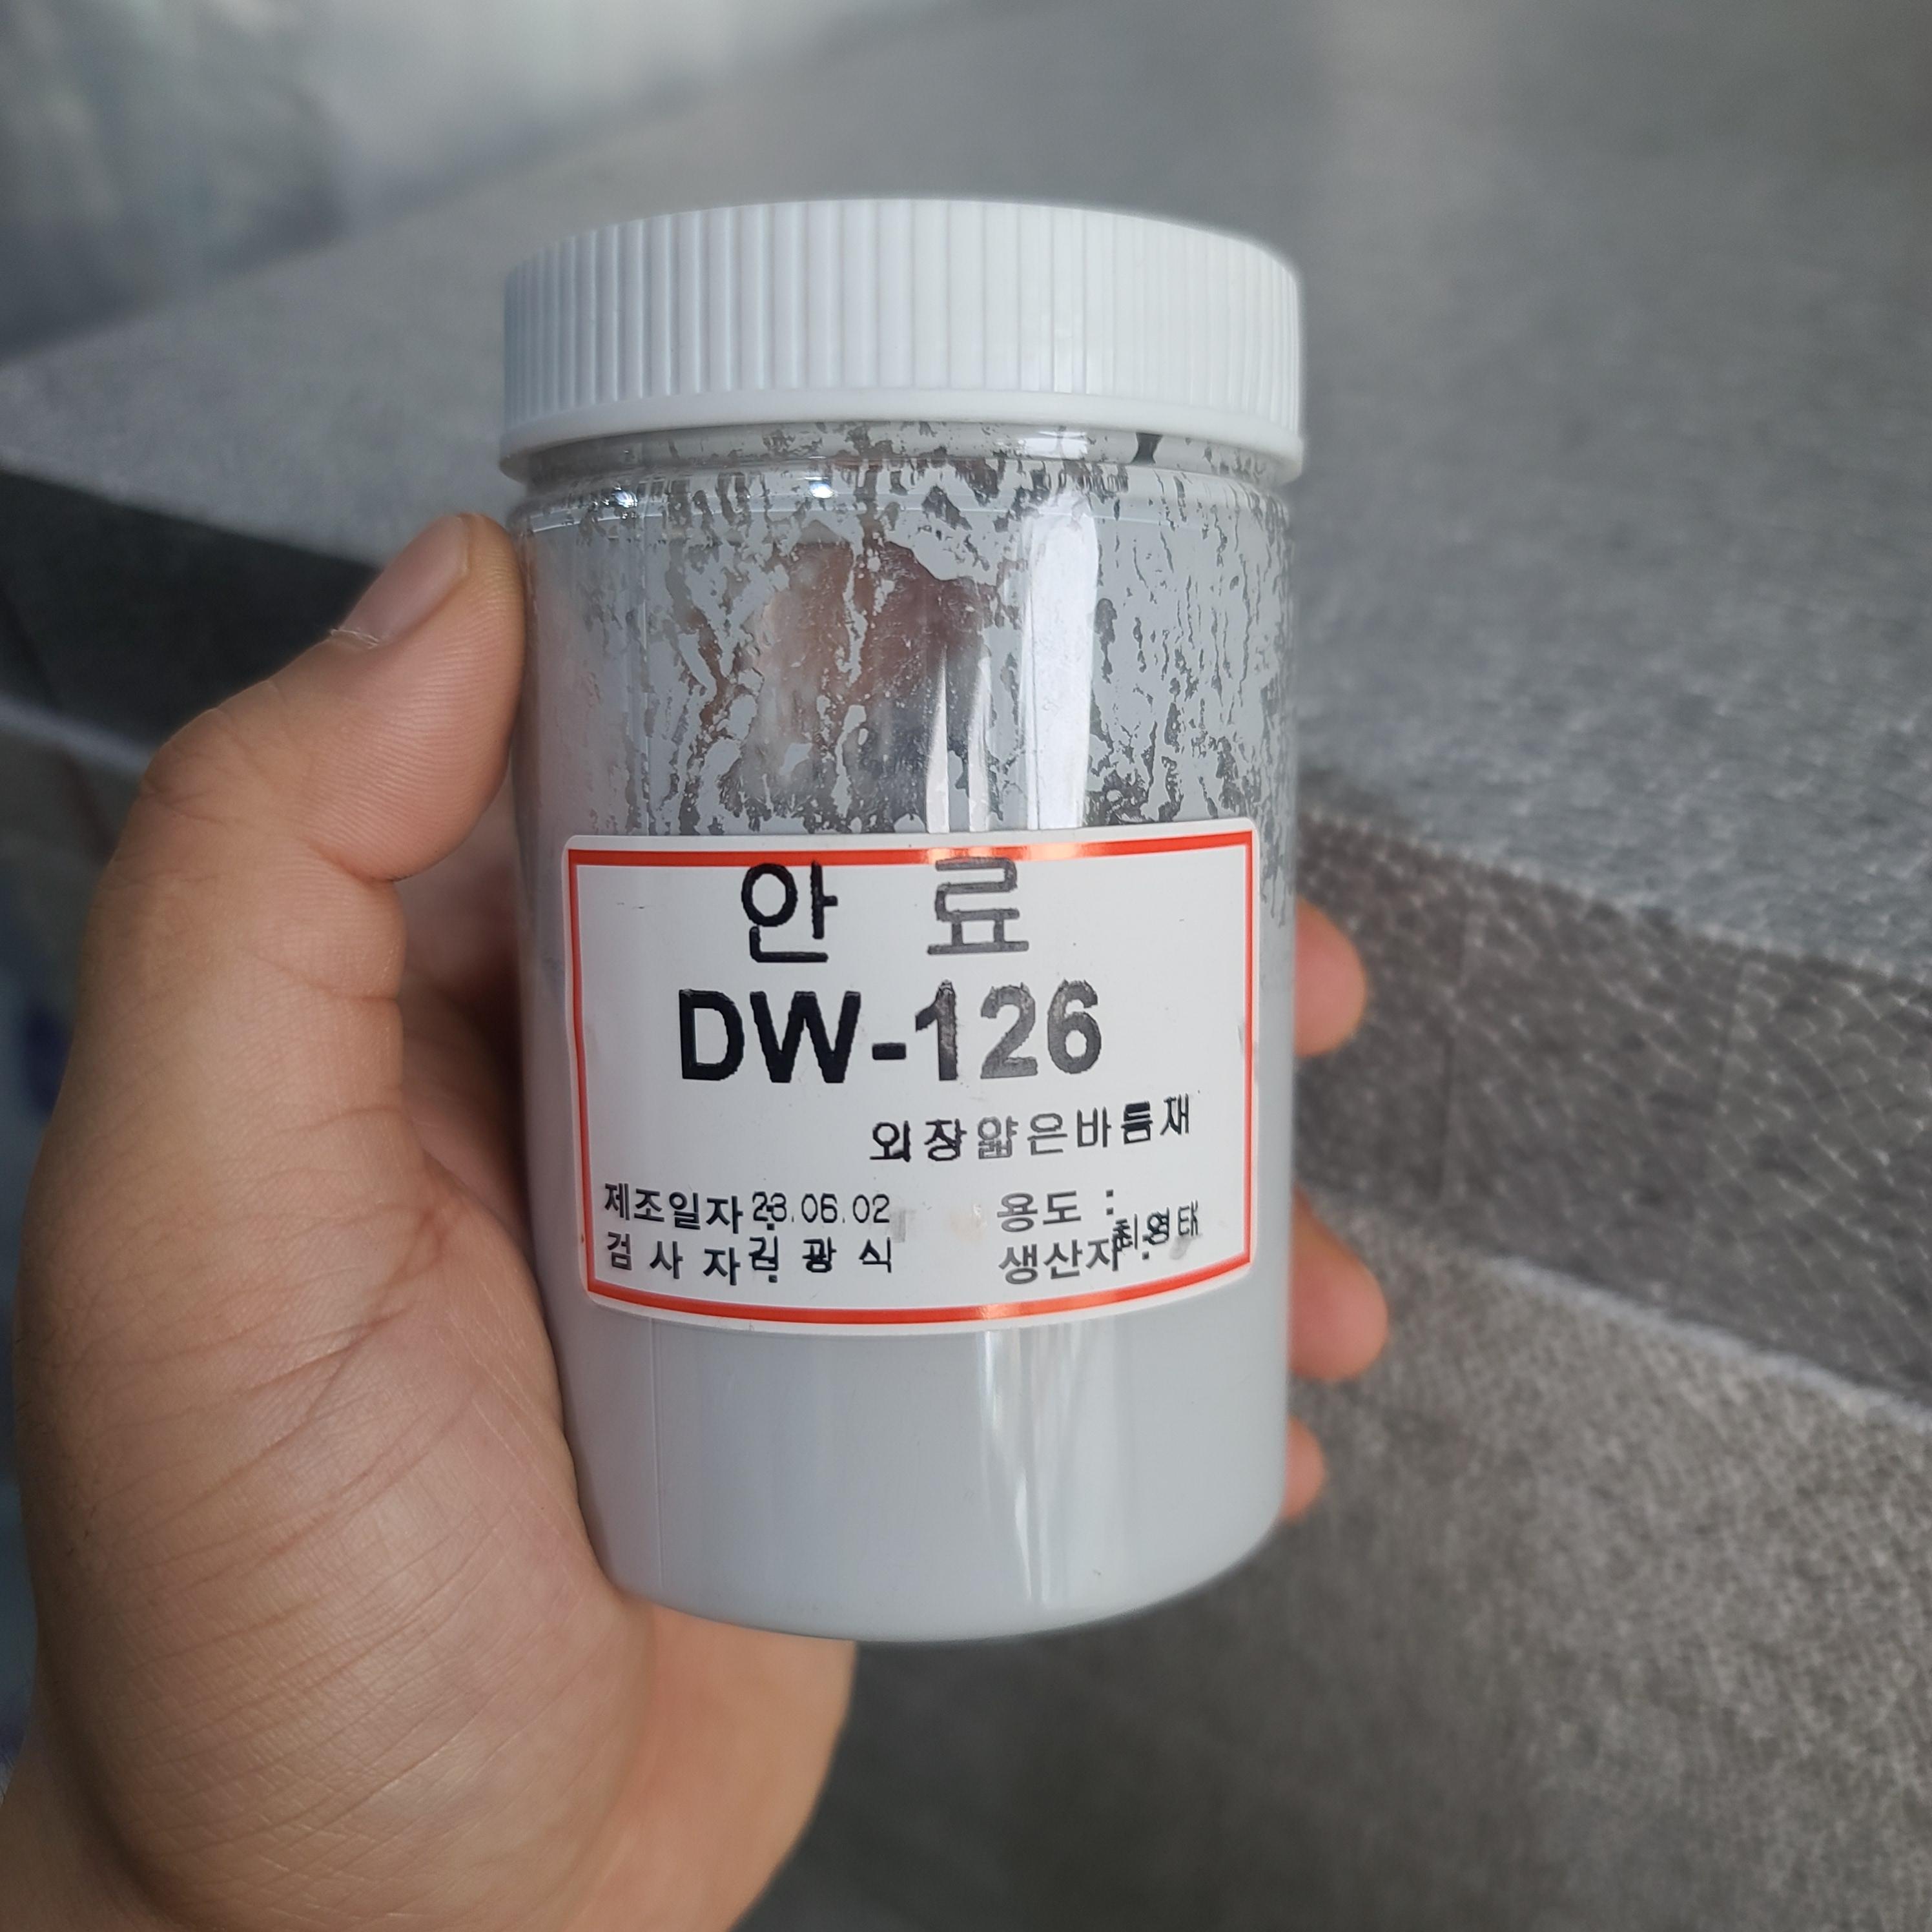 안 료
DW-126
외장얇은바름재
제조일자 : 23.06.02 용도 :
검 사 자 : 김 광 식 생산자 : 최영태